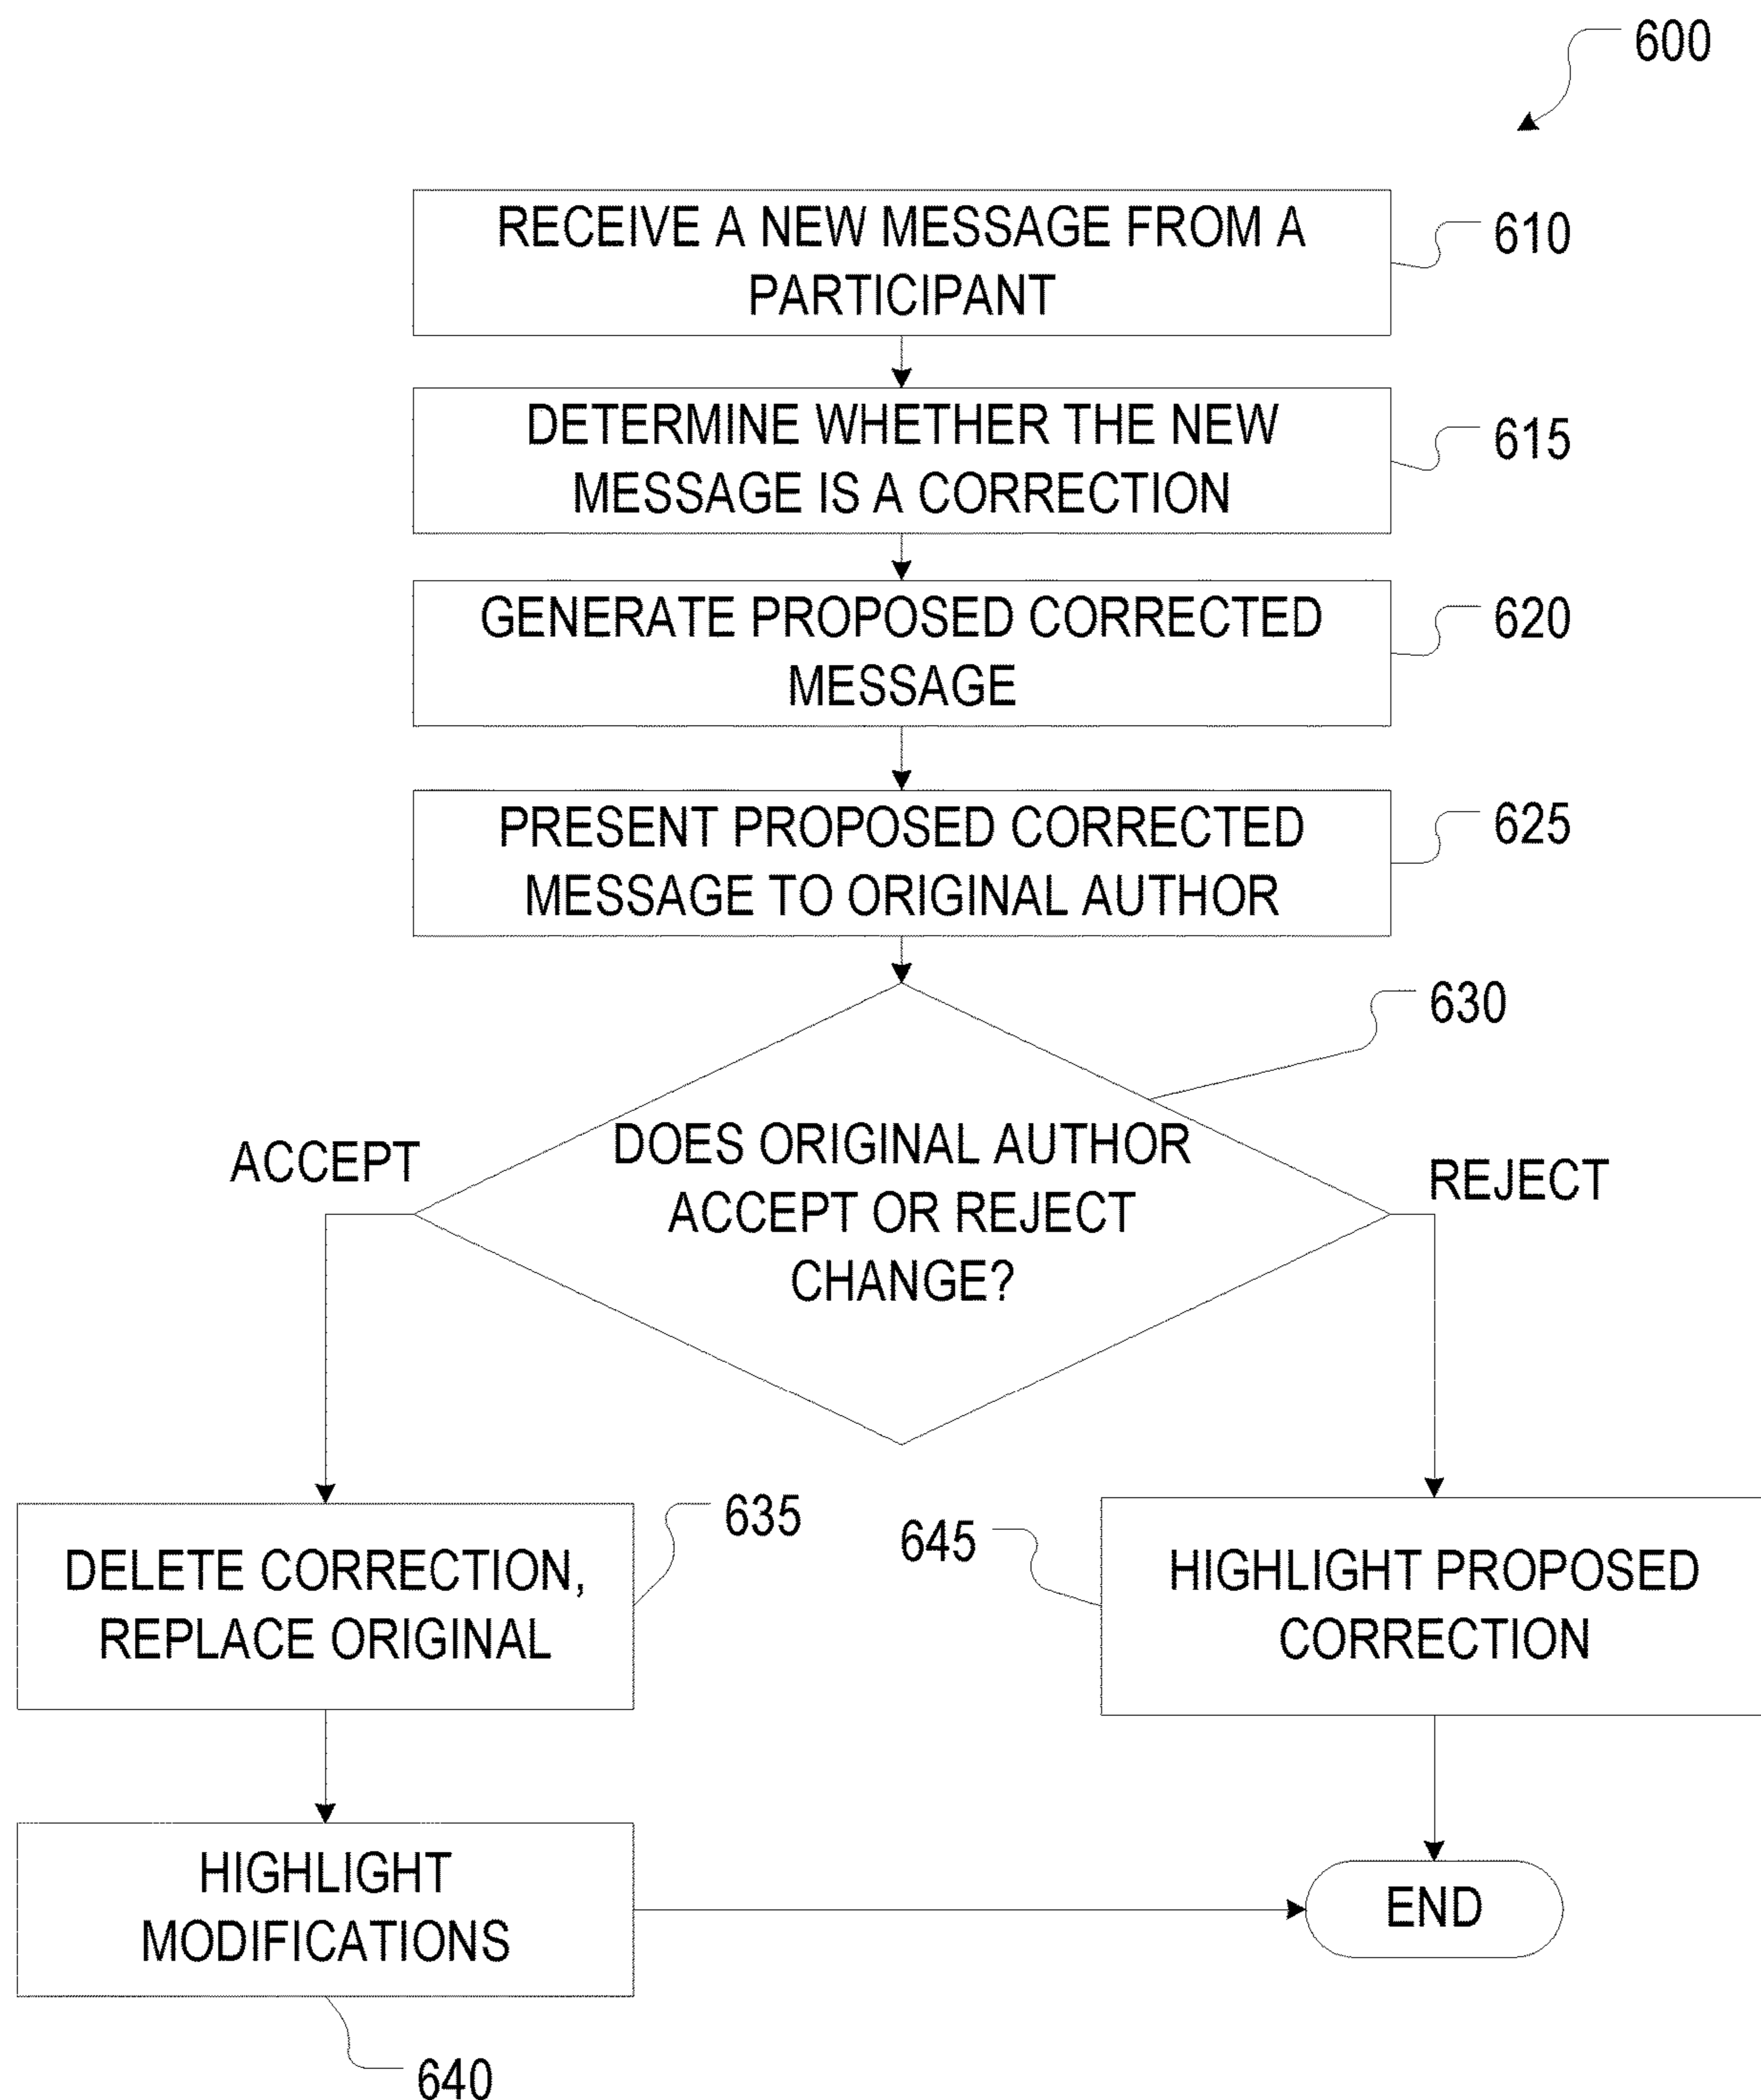 600
RECEIVE A NEW MESSAGE FROM A
PARTICIPANT
610
DETERMINE WHETHER THE NEW
MESSAGE IS A CORRECTION
615
GENERATE PROPOSED CORRECTED
MESSAGE
620
PRESENT PROPOSED CORRECTED
MESSAGE TO ORIGINAL AUTHOR
625
630
DOES ORIGINAL AUTHOR
ACCEPT OR REJECT
CHANGE?
ACCEPT
REJECT
DELETE CORRECTION,
REPLACE ORIGINAL
635
645
HIGHLIGHT PROPOSED
CORRECTION
HIGHLIGHT
MODIFICATIONS
END
640